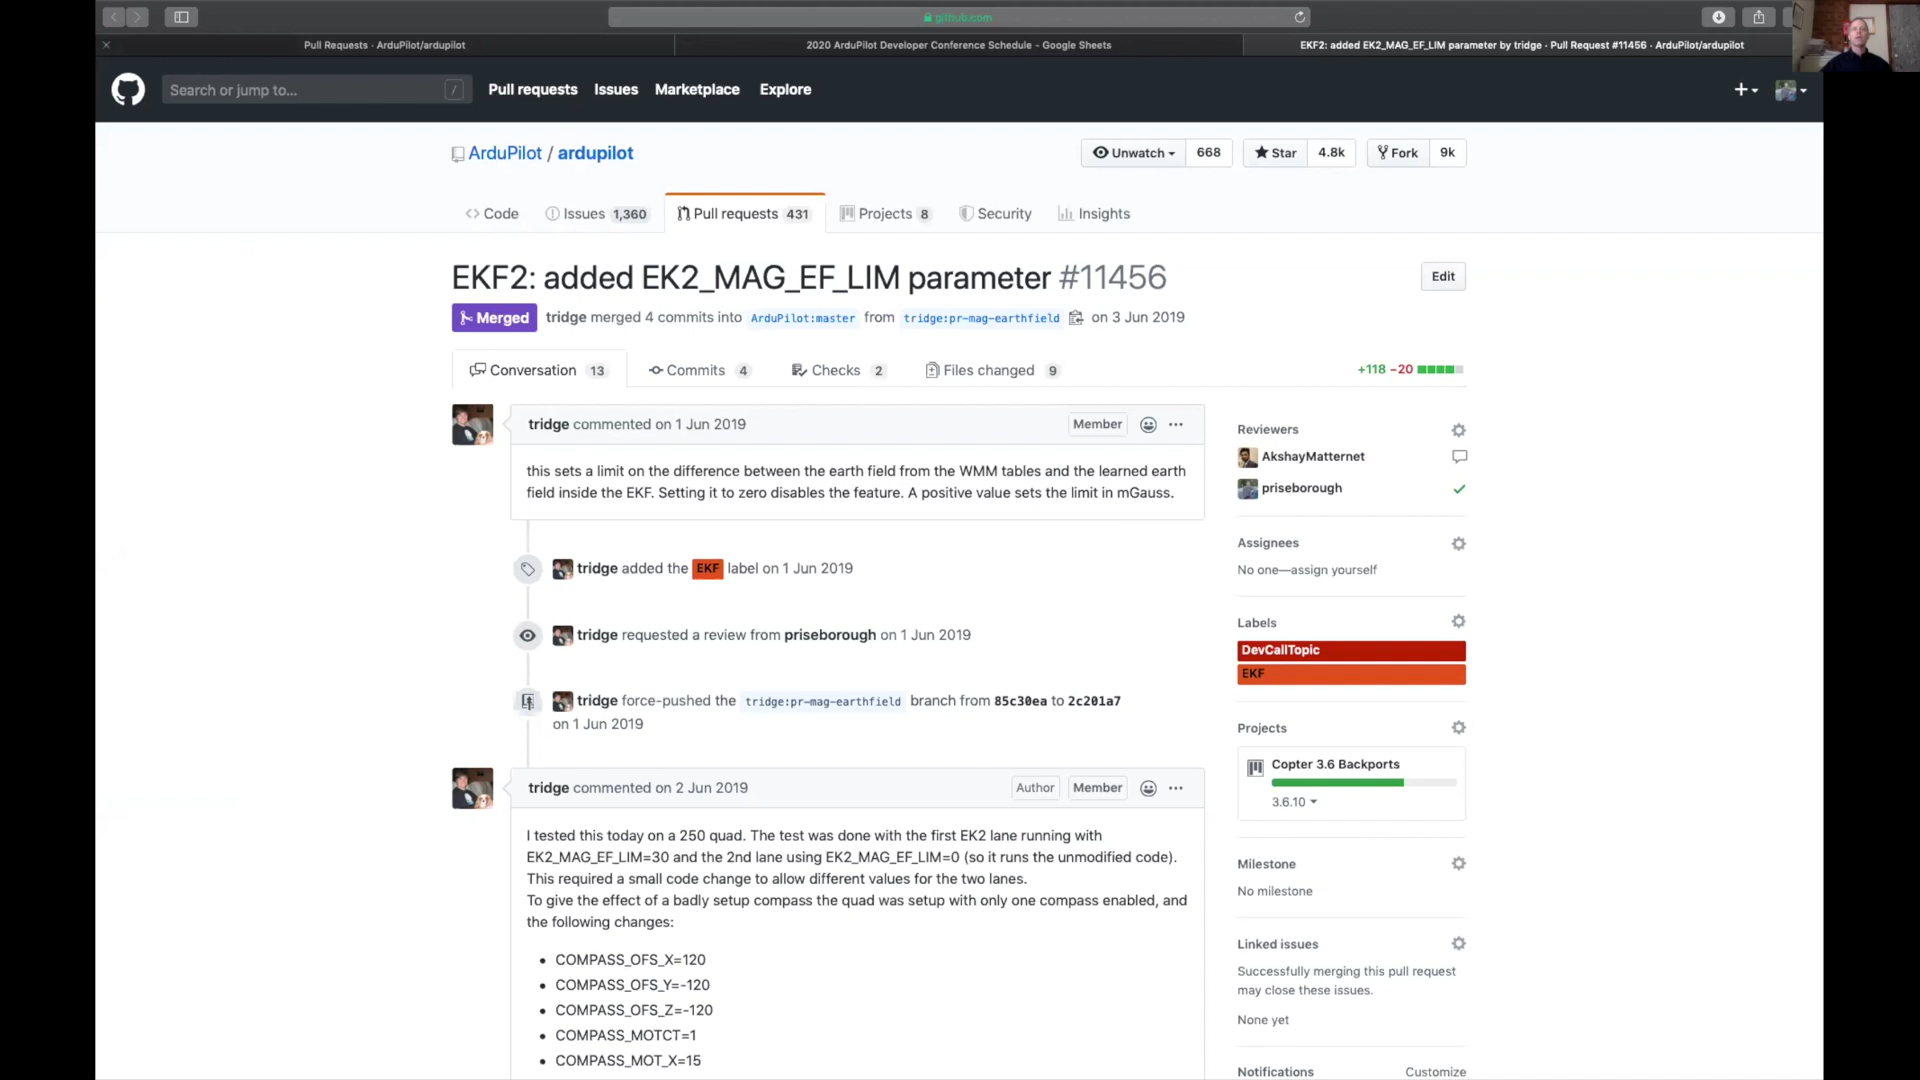 github.com
Pull Requests · ArduPilot/ardupilot
2020 ArduPilot Developer Conference Schedule - Google Sheets
EKF2: added EK2_MAG_EF_LIM parameter by tridge · Pull Request #11456 · ArduPilot/ardupilot
Search or jump to... /
Pull requests Issues Marketplace Explore
ArduPilot / ardupilot
Unwatch 668 Star 4.8k Fork 9k
Code Issues 1,360 Pull requests 431 Projects 8 Security Insights
EKF2: added EK2_MAG_EF_LIM parameter #11456
Edit
Merged tridge merged 4 commits into ArduPilot:master from tridge:pr-mag-earthfield on 3 Jun 2019
Conversation 13 Commits 4 Checks 2 Files changed 9
+118 −20
tridge commented on 1 Jun 2019 Member
this sets a limit on the difference between the earth field from the WMM tables and the learned earth
field inside the EKF. Setting it to zero disables the feature. A positive value sets the limit in mGauss.
tridge added the EKF label on 1 Jun 2019
tridge requested a review from priseborough on 1 Jun 2019
tridge force-pushed the tridge:pr-mag-earthfield branch from 85c30ea to 2c201a7
on 1 Jun 2019
tridge commented on 2 Jun 2019 Author Member
I tested this today on a 250 quad. The test was done with the first EK2 lane running with
EK2_MAG_EF_LIM=30 and the 2nd lane using EK2_MAG_EF_LIM=0 (so it runs the unmodified code).
This required a small code change to allow different values for the two lanes.
To give the effect of a badly setup compass the quad was setup with only one compass enabled, and
the following changes:
• COMPASS_OFS_X=120
• COMPASS_OFS_Y=-120
• COMPASS_OFS_Z=-120
• COMPASS_MOTCT=1
• COMPASS_MOT_X=15
Reviewers
AkshayMatternet
priseborough
Assignees
No one—assign yourself
Labels
DevCallTopic
EKF
Projects
Copter 3.6 Backports
3.6.10
Milestone
No milestone
Linked issues
Successfully merging this pull request
may close these issues.
None yet
Notifications Customize